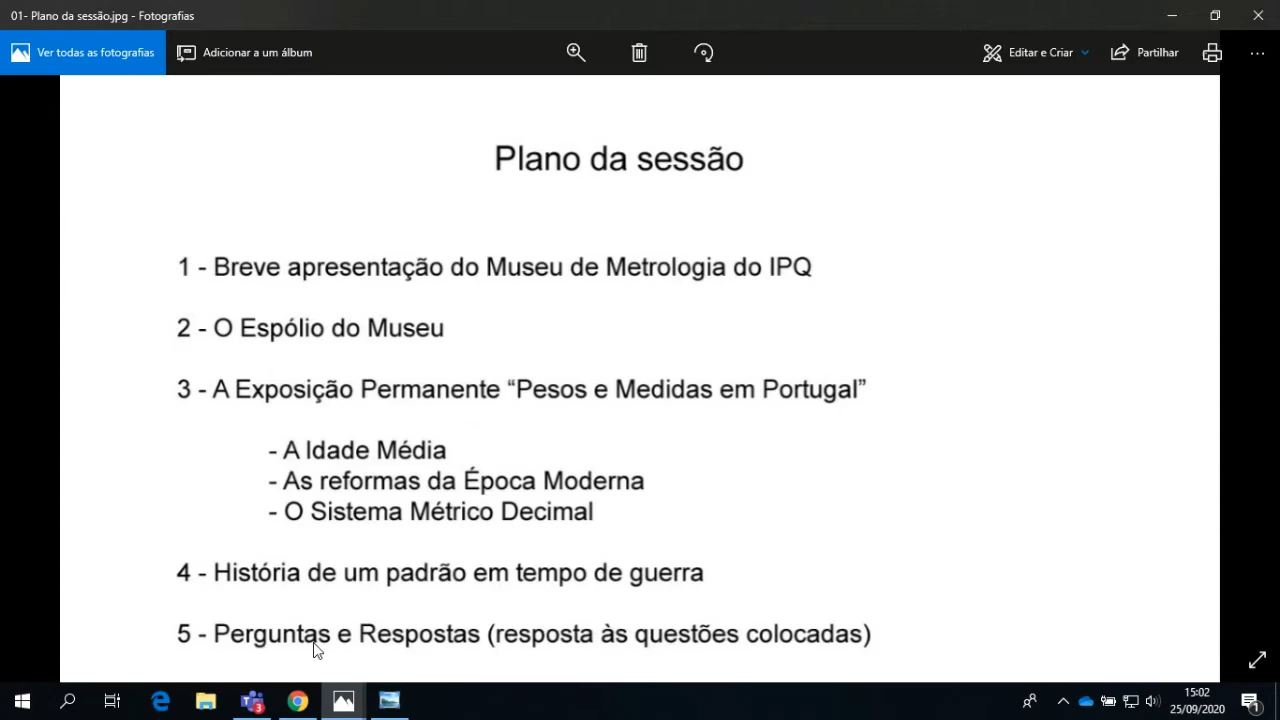 01- Plano da sessão.jpg - Fotografias
Ver todas as fotografias
Adicionar a um álbum
Editar e Criar
Partilhar
Plano da sessão
1 - Breve apresentação do Museu de Metrologia do IPQ
2 - O Espólio do Museu
3 - A Exposição Permanente “Pesos e Medidas em Portugal”
- A Idade Média
- As reformas da Época Moderna
- O Sistema Métrico Decimal
4 - História de um padrão em tempo de guerra
5 - Perguntas e Respostas (resposta às questões colocadas)
3
15:02
25/09/2020
1